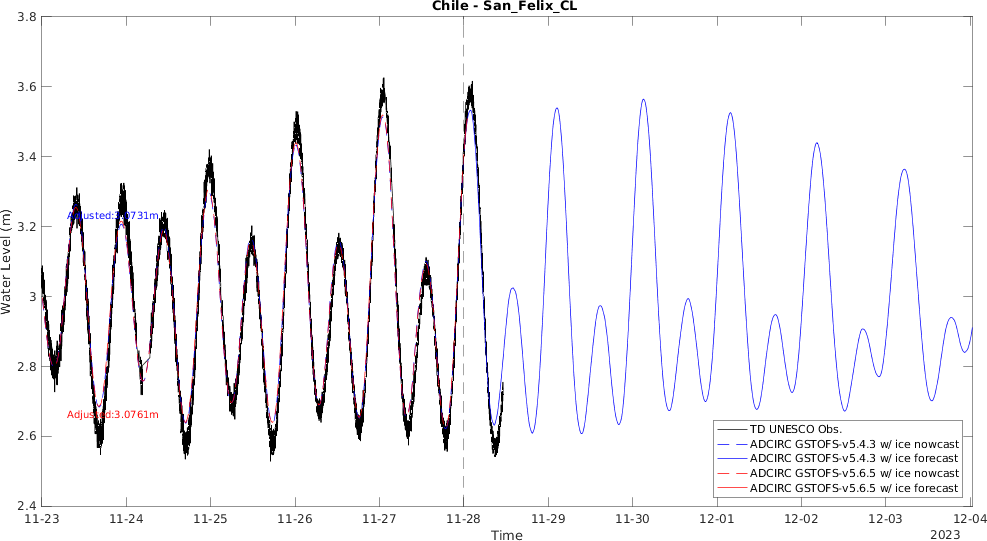 Chile - San_Felix_CL
3.8
3.6
3.4
3.2
3
2.8
2.6
2.4
Water Level (m)
Adjusted:3.0731m
Adjusted:3.0761m
TD UNESCO Obs.
ADCIRC GSTOFS-v5.4.3 w/ ice nowcast
ADCIRC GSTOFS-v5.4.3 w/ ice forecast
ADCIRC GSTOFS-v5.6.5 w/ ice nowcast
ADCIRC GSTOFS-v5.6.5 w/ ice forecast
11-23 11-24 11-25 11-26 11-27 11-28 11-29 11-30 12-01 12-02 12-03 12-04
Time
2023